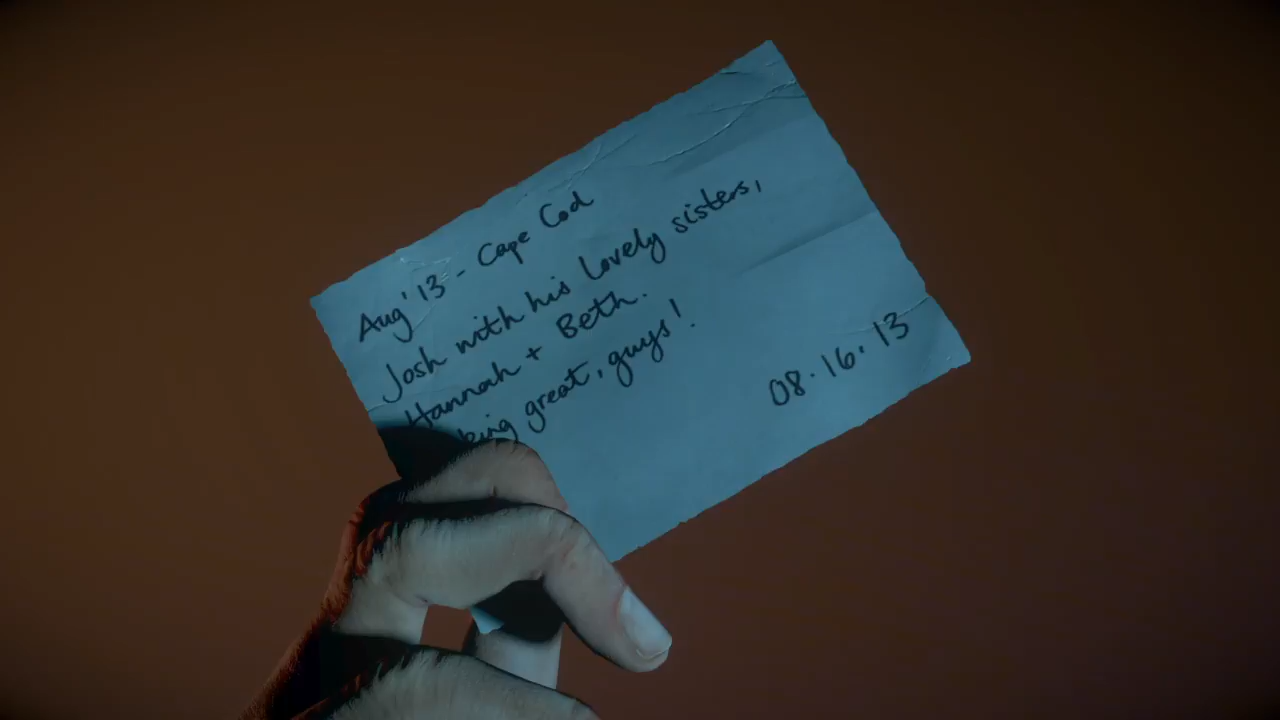 Aug '13 - Cape Cod
Josh with his lovely sisters,
Hannah + Beth.
great, guys!
08.16.13